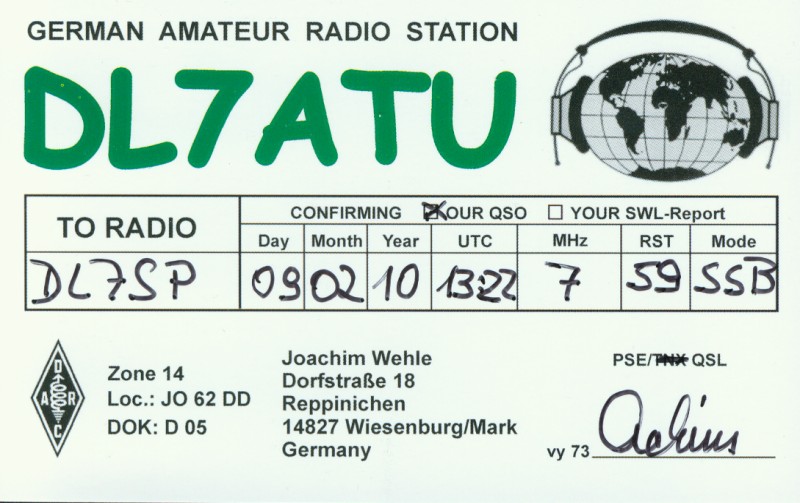 GERMAN AMATEUR RADIO STATION
DL7ATU
TO RADIO
CONFIRMING OUR QSO YOUR SWL-Report
Day Month Year UTC MHz RST Mode
DL7SP 09 02 10 13:22 7 59 SSB
DARC
Zone 14
Loc.: JO 62 DD
DOK: D 05
Joachim Wehle
Dorfstraße 18
Reppinichen
14827 Wiesenburg/Mark
Germany
PSE/TNX QSL
vy 73